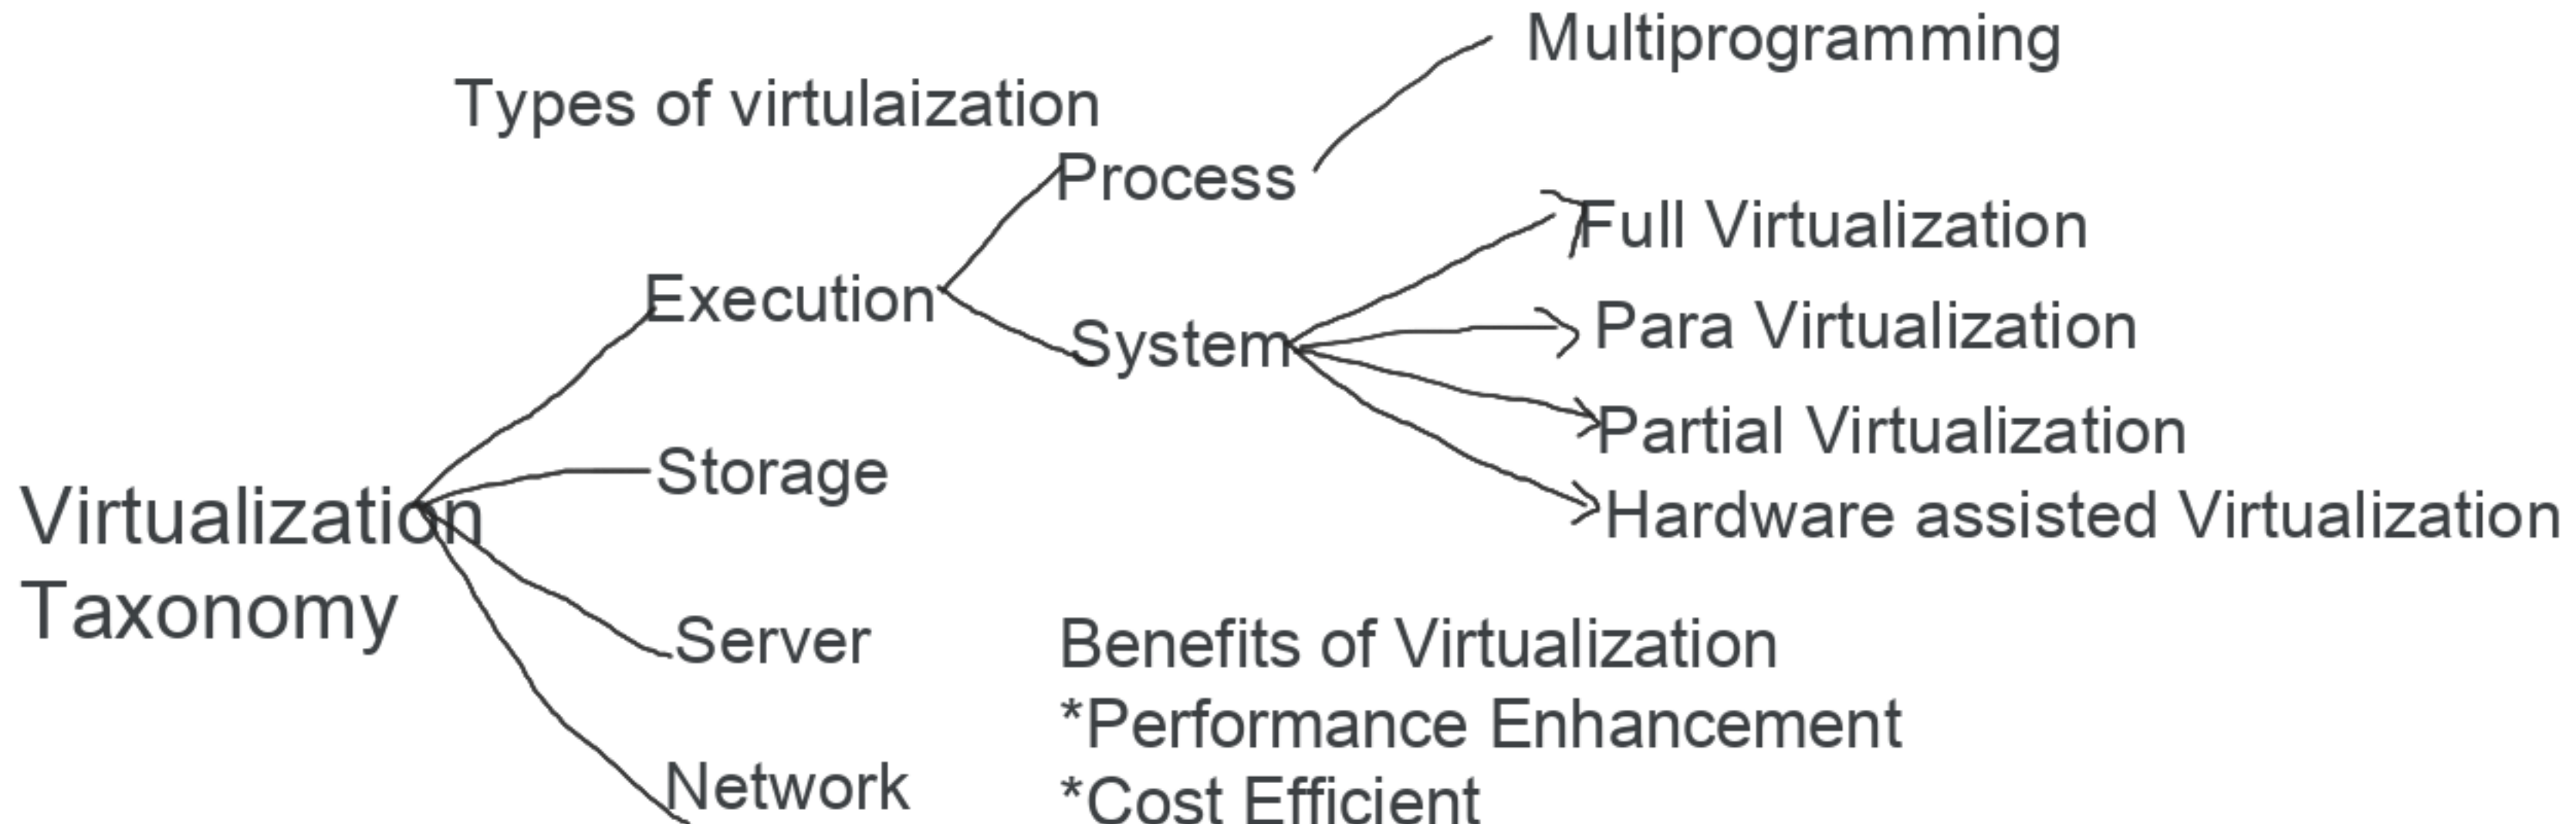 Multiprogramming
Types of virtulaization
Process
Full Virtualization
Execution
Para Virtualization
System
Partial Virtualization
Storage
Hardware assisted Virtualization
Virtualization
Taxonomy
Server
Benefits of Virtualization
*Performance Enhancement
Network
*Cost Efficient